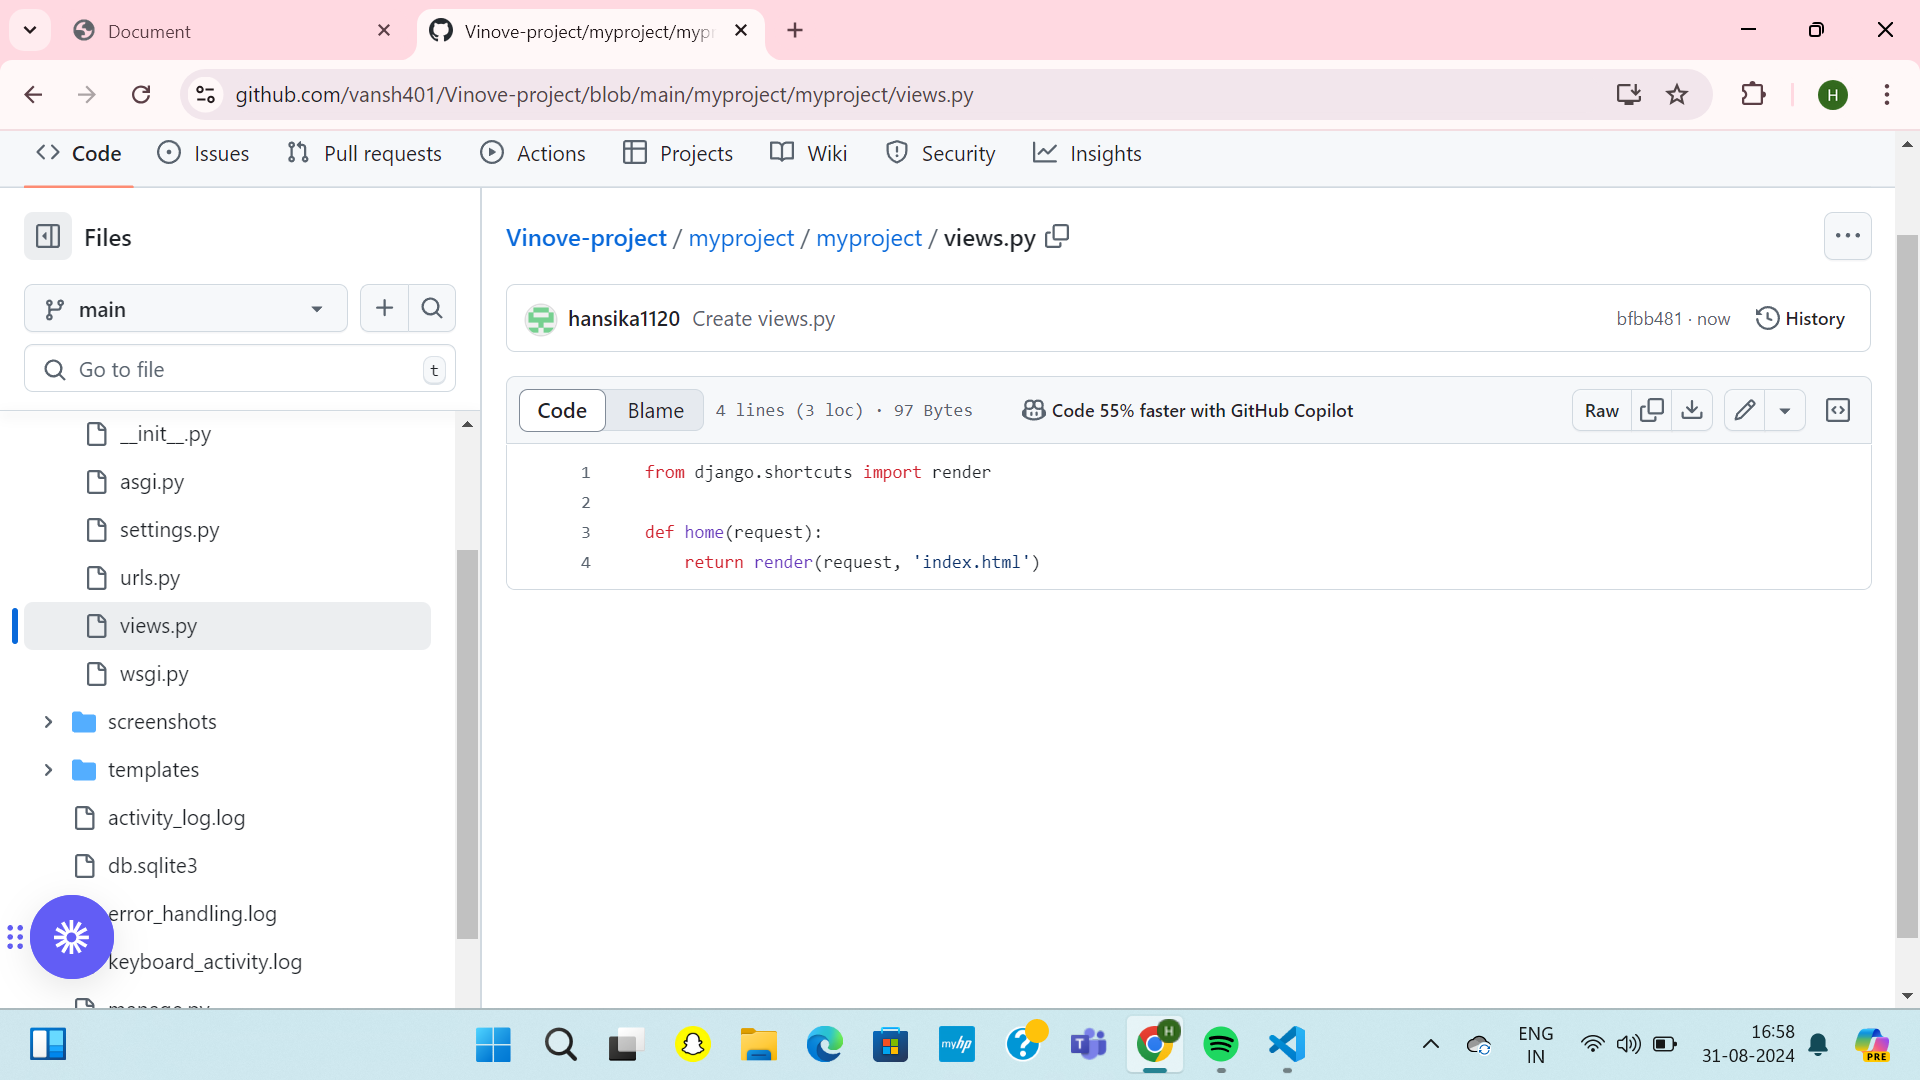 Document
Vinove-project/myproject/mypr
github.com/vansh401/Vinove-project/blob/main/myproject/myproject/views.py
H
Code
Issues
Pull requests
Actions
Projects
Wiki
Security
Insights
Files
Vinove-project / myproject / myproject / views.py
main
hansika1120 Create views.py
bfbb481 · now
History
Go to file
t
Code
Blame
4 lines (3 loc) · 97 Bytes
Code 55% faster with GitHub Copilot
Raw
__init__.py
asgi.py
settings.py
urls.py
views.py
wsgi.py
screenshots
templates
activity_log.log
db.sqlite3
error_handling.log
keyboard_activity.log
manage.py
1 from django.shortcuts import render
2
3 def home(request):
4     return render(request, 'index.html')
myhp
H
ENG
IN
16:58
31-08-2024
PRE